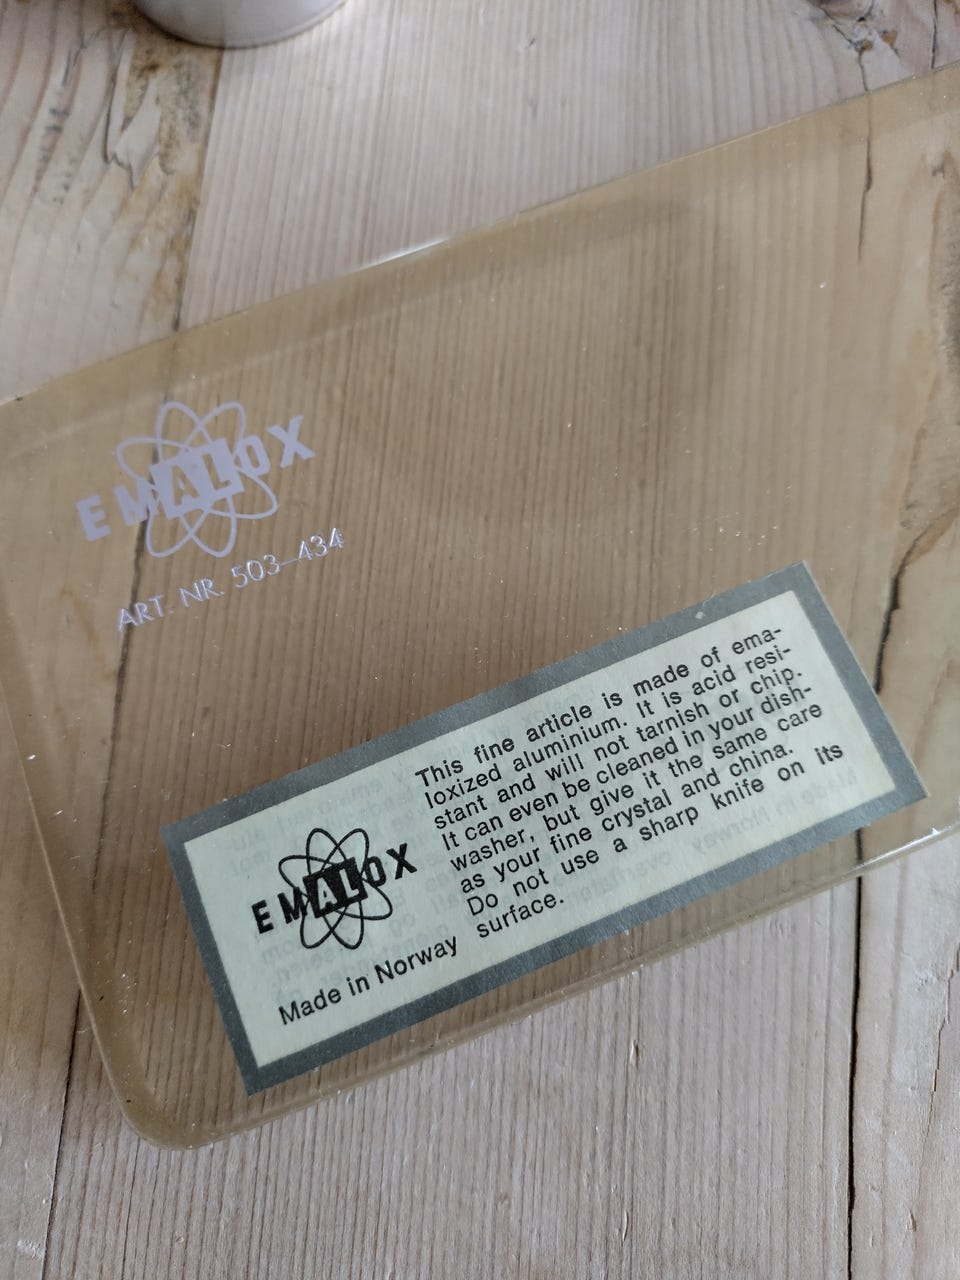 EMALOX
ART. NR. 503-434
This fine article is made of ema-
loxized aluminium. It is acid resi-
stant and will not tarnish or chip.
It can even be cleaned in your dish-
washer, but give it the same care
as your fine crystal and china.
Do not use a sharp knife on its
surface.
EMALOX
Made in Norway